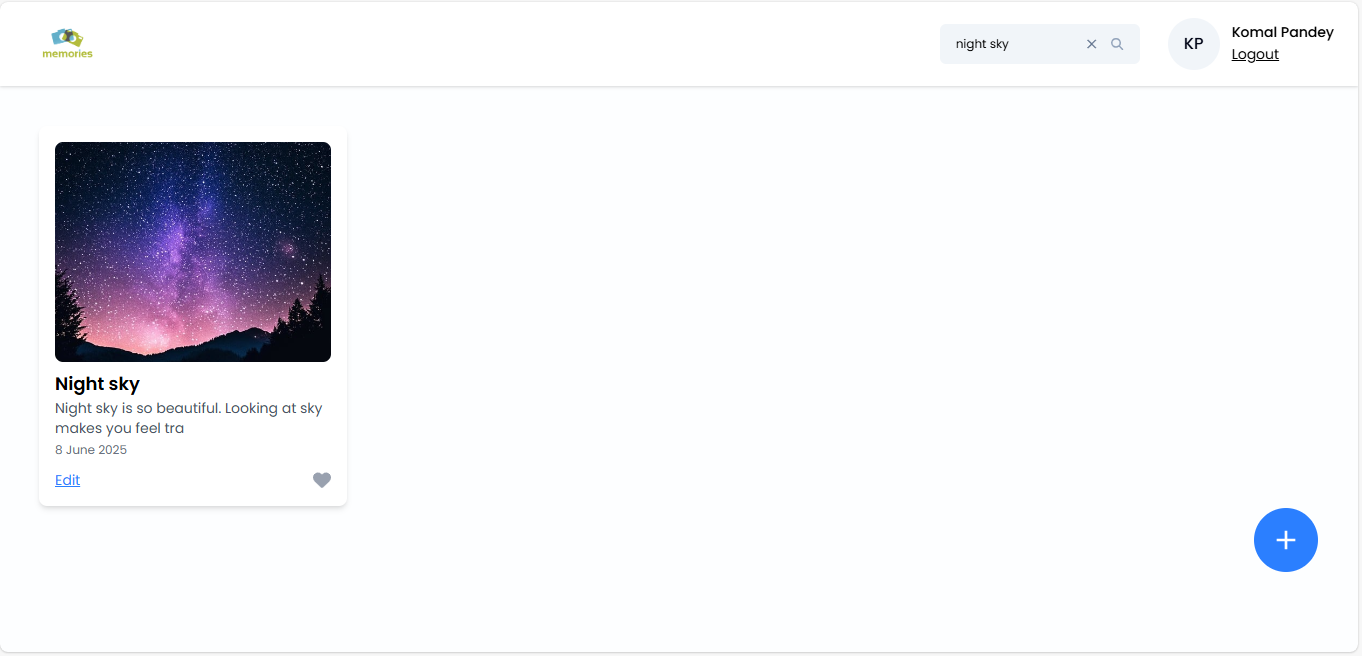 memories
night sky
KP
Komal Pandey
Logout
Night sky
Night sky is so beautiful. Looking at sky
makes you feel tra
8 June 2025
Edit